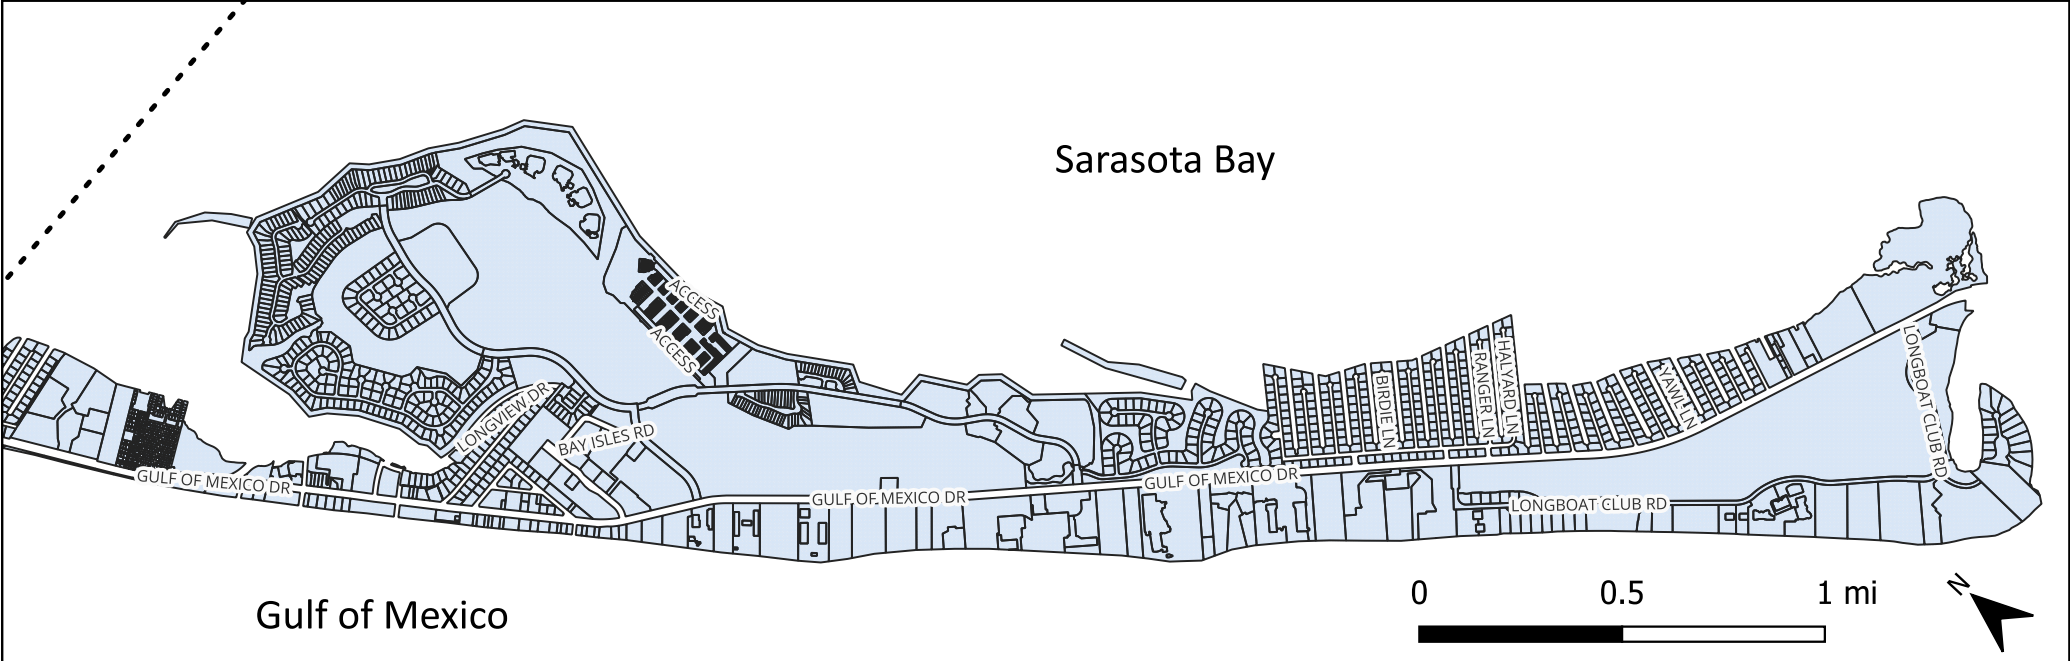 Sarasota Bay
ACCESS
ACCESS
HALYARD LN
RANGER LN
BIRDIE LN
YAWL LN
LONGBOAT CLUB RD
LONGVIEW DR
BAY ISLES RD
GULF OF MEXICO DR
GULF OF MEXICO DR
GULF OF MEXICO DR
LONGBOAT CLUB RD
Gulf of Mexico
0 0.5 1 mi
N